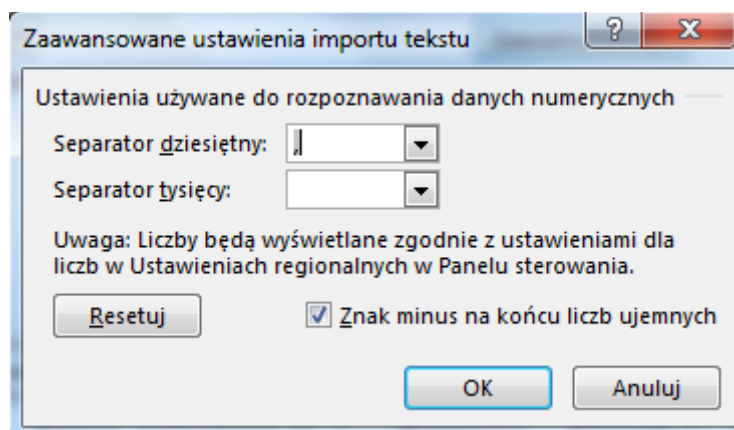 Zaawansowane ustawienia importu tekstu
Ustawienia używane do rozpoznawania danych numerycznych
Separator dziesiętny: ,
Separator tysięcy:
Uwaga: Liczby będą wyświetlane zgodnie z ustawieniami dla
liczb w Ustawieniach regionalnych w Panelu sterowania.
Resetuj Znak minus na końcu liczb ujemnych
OK Anuluj